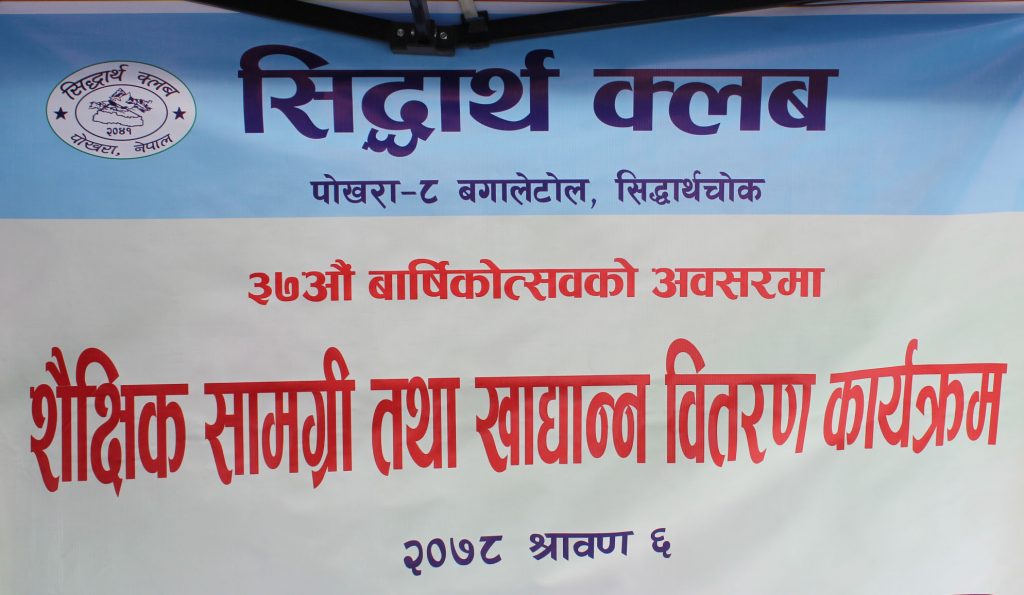 सिद्धार्थ क्लब
२०४१
पोखरा, नेपाल
सिद्धार्थ क्लब
पोखरा-८ बगालेटोल, सिद्धार्थचोक
३७औं बार्षिकोत्सवको अवसरमा
शैक्षिक सामग्री तथा खाद्यान्न वितरण कार्यक्रम
२०७८ श्रावण ६